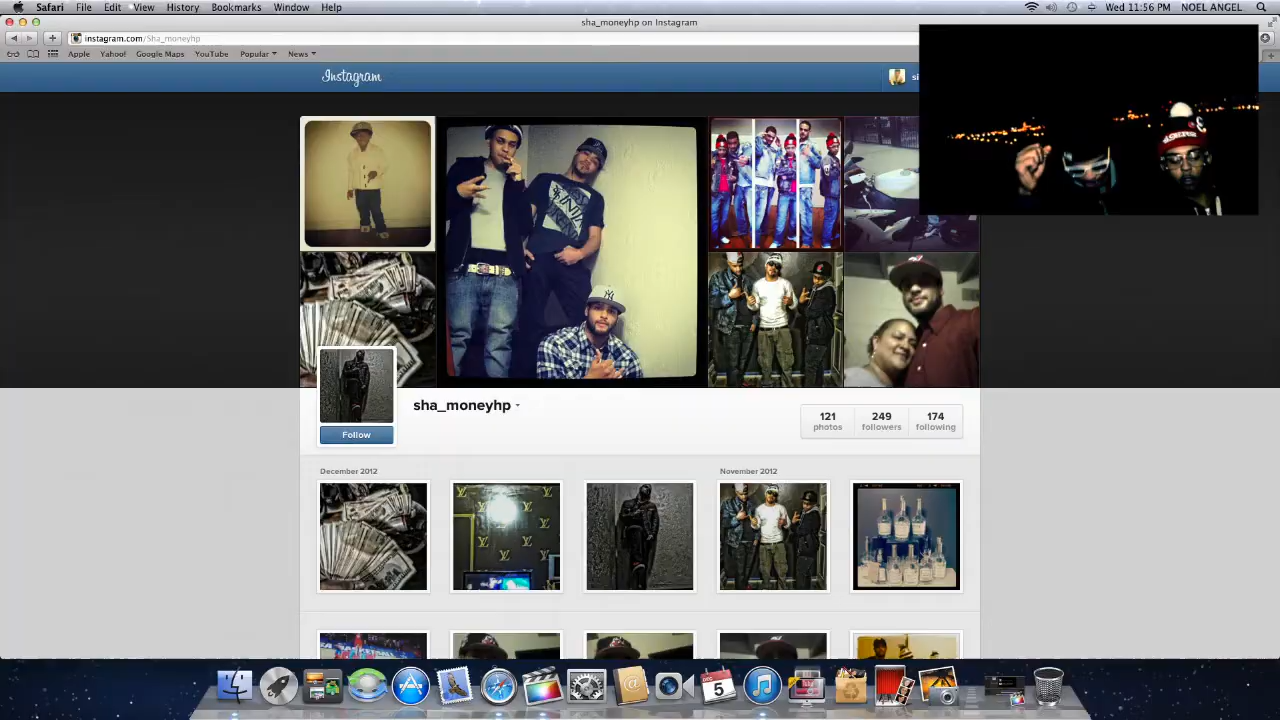 Safari File Edit View History Bookmarks Window Help Wed 11:56 PM NOEL ANGEL
sha_moneyhp on Instagram
instagram.com/Sha_moneyhp
Apple Yahoo! Google Maps YouTube Popular News
Instagram
sha_moneyhp
121 249 174
photos followers following
Follow
December 2012 November 2012
5